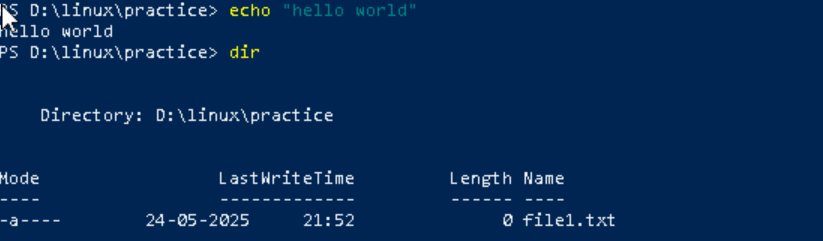 PS D:\linux\practice> echo "hello world"
hello world
PS D:\linux\practice> dir
Directory: D:\linux\practice
Mode LastWriteTime Length Name
---- ------------- ------ ----
-a---- 24-05-2025 21:52 0 file1.txt